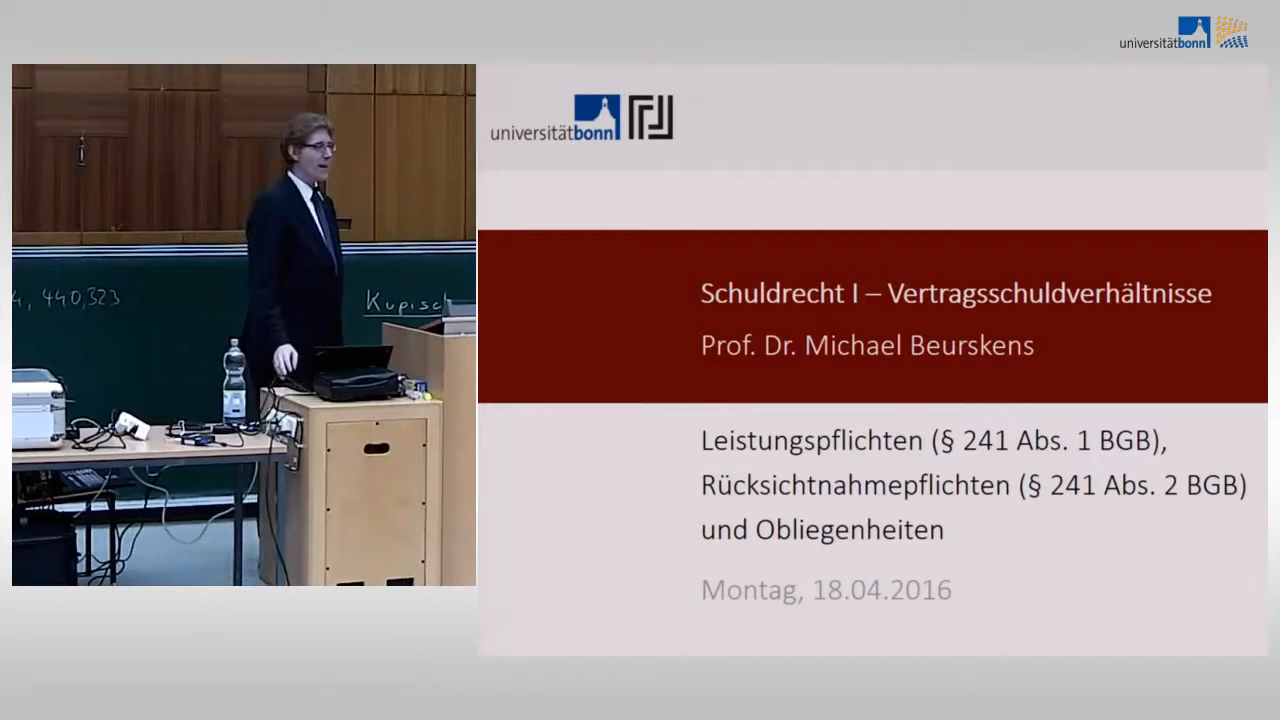 universitätbonn
universitätbonn
4, 440,323
Kupisch
Schuldrecht I – Vertragsschuldverhältnisse
Prof. Dr. Michael Beurskens
Leistungspflichten (§ 241 Abs. 1 BGB),
Rücksichtnahmepflichten (§ 241 Abs. 2 BGB)
und Obliegenheiten
Montag, 18.04.2016